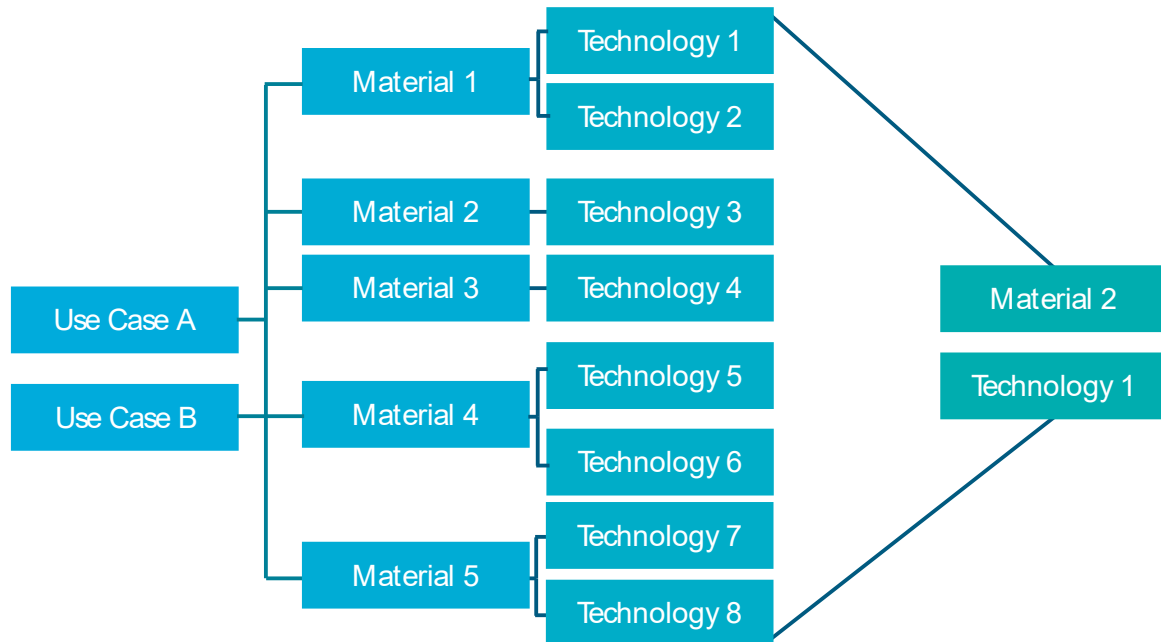 Use Case A
Use Case B
Material 1
Material 2
Material 3
Material 4
Material 5
Technology 1
Technology 2
Technology 3
Technology 4
Technology 5
Technology 6
Technology 7
Technology 8
Material 2
Technology 1